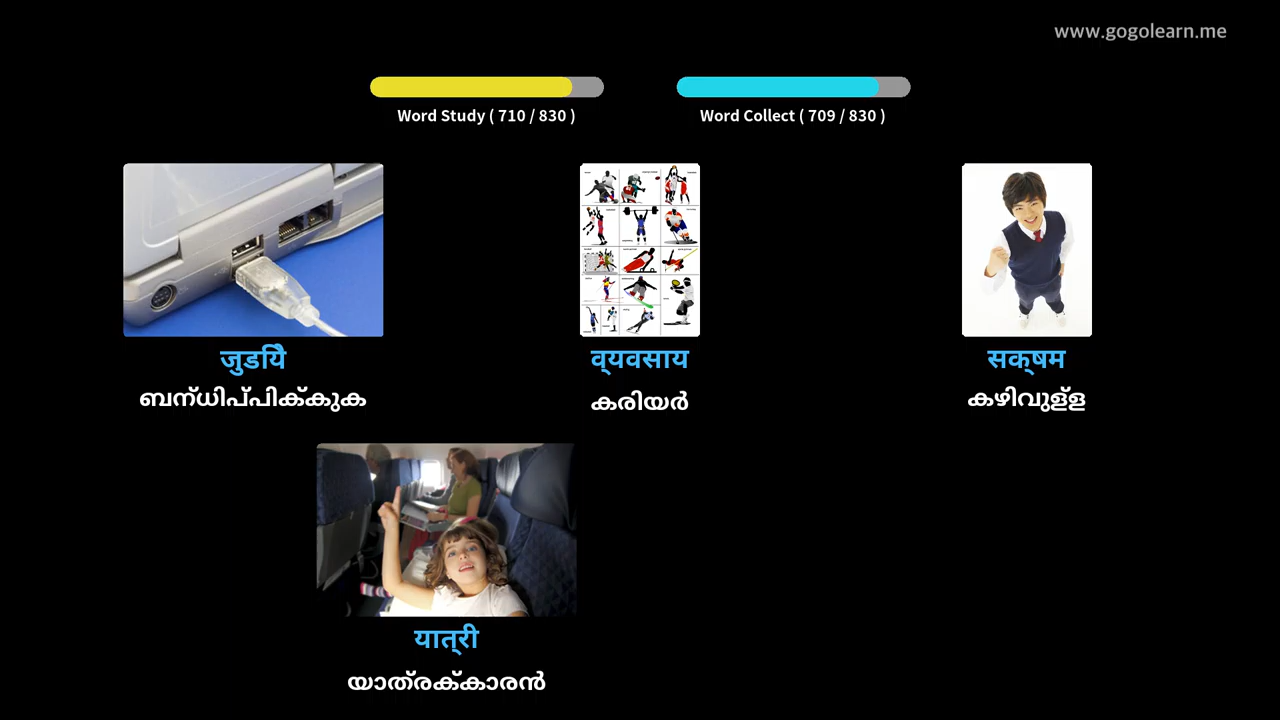 www.gogolearn.me
Word Study ( 710 / 830 )
Word Collect ( 709 / 830 )
जुडिये
व्‌यवसाय
सक्‌षम
ബന്‌ധിപ്‌പിക്‌കുക
കരിയർ
കഴിവുള്‌ള
यात्‌री
യാത്‌രക്‌കാരൻ